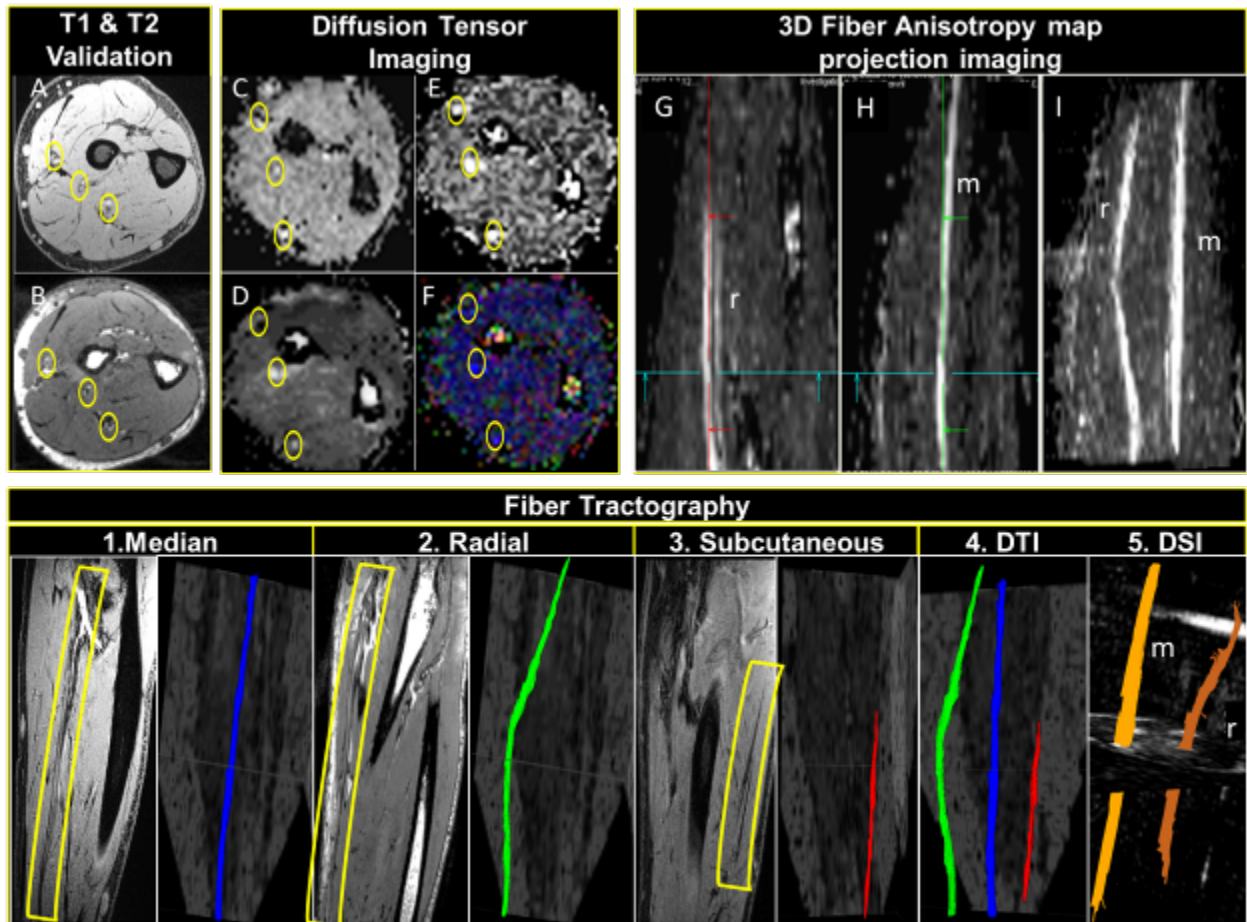 T1 & T2
Validation
Diffusion Tensor
Imaging
3D Fiber Anisotropy map
projection imaging
A
C
E
G
H
I
m
r
m
r
B
D
F
Fiber Tractography
1.Median
2. Radial
3. Subcutaneous
4. DTI
5. DSI
m
r